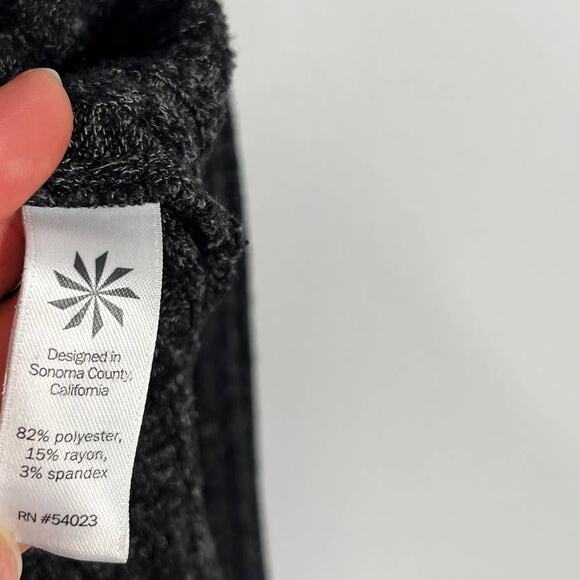 Designed in
Sonoma County,
California
82% polyester,
15% rayon,
3% spandex
RN #54023